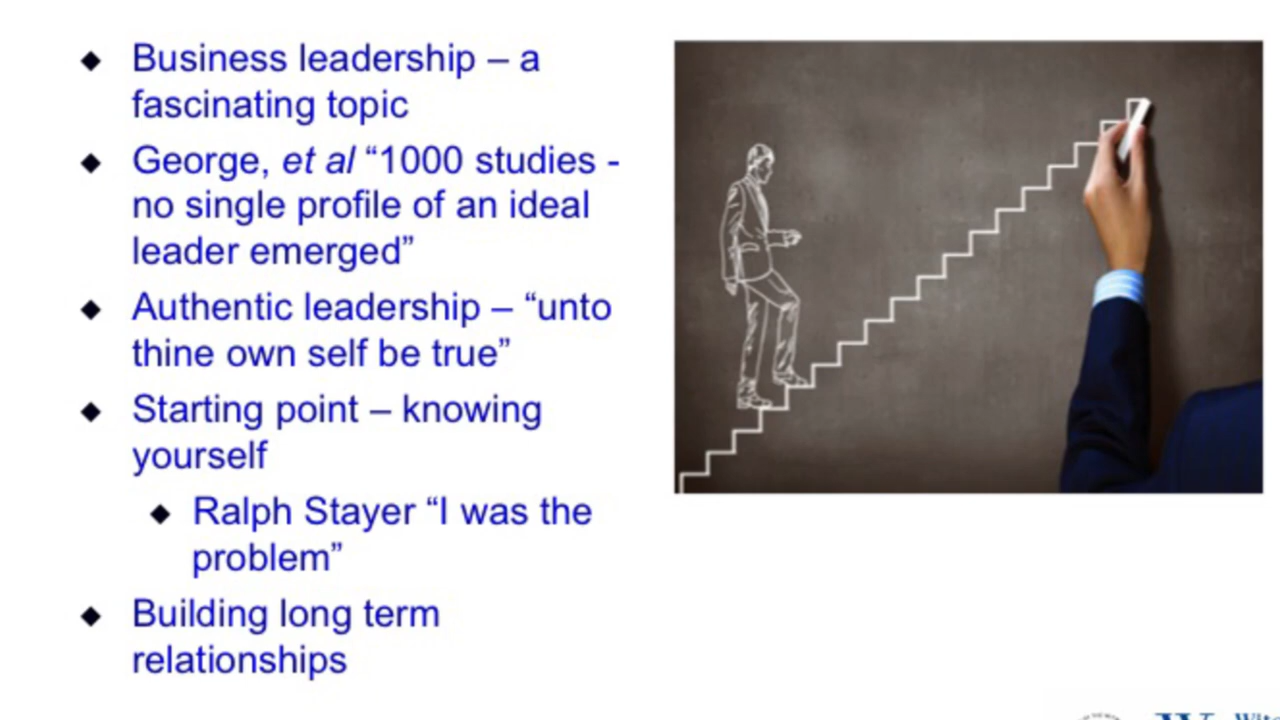 Business leadership – a
fascinating topic
George, et al “1000 studies -
no single profile of an ideal
leader emerged”
Authentic leadership – “unto
thine own self be true”
Starting point – knowing
yourself
Ralph Stayer “I was the
problem”
Building long term
relationships